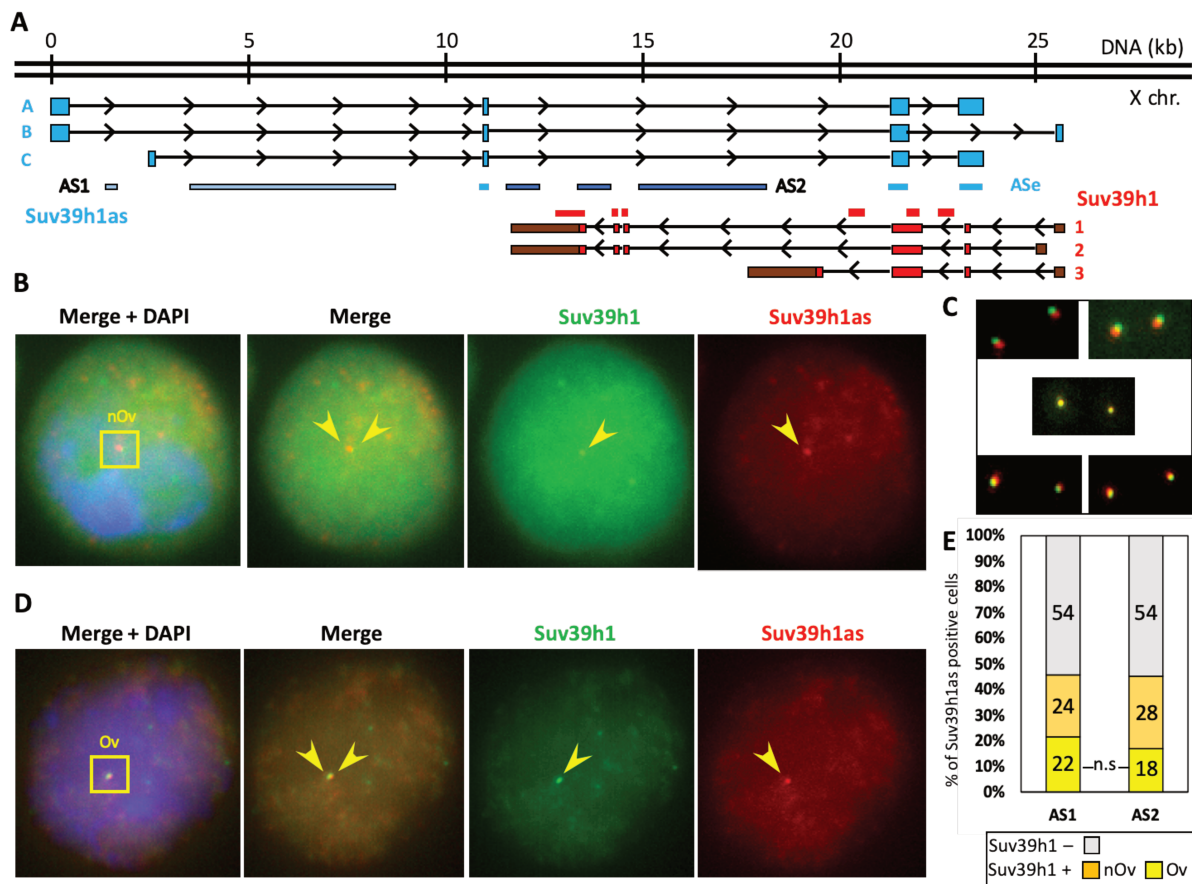 A
0 5 10 15 20 25 DNA (kb)
X chr.
A
B
C
AS1 AS2 ASe
Suv39h1as Suv39h1
1
2
3
B
Merge + DAPI Merge Suv39h1 Suv39h1as
nOv
C
D
Merge + DAPI Merge Suv39h1 Suv39h1as
Ov
E
% of Suv39h1as positive cells
100%
90%
80%
70%
60%
50%
40%
30%
20%
10%
0%
54 54
24 28
22 n.s 18
AS1 AS2
Suv39h1 –
Suv39h1 + nOv Ov